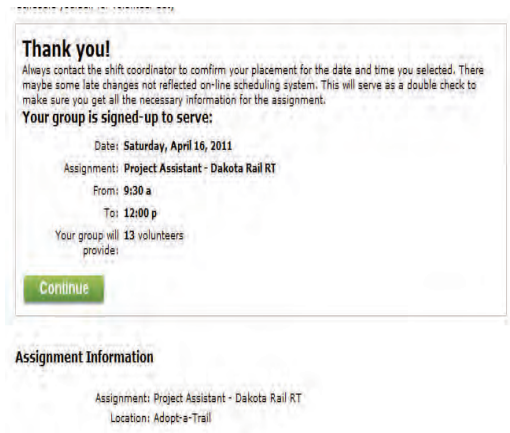 Thank you!
Always contact the shift coordinator to comfirm your placement for the date and time you selected. There
maybe some late changes not reflected on-line scheduling system. This will serve as a double check to
make sure you get all the necessary information for the assignment.
Your group is signed-up to serve:
Date: Saturday, April 16, 2011
Assignment: Project Assistant - Dakota Rail RT
From: 9:30 a
To: 12:00 p
Your group will 13 volunteers
provide:
Continue
Assignment Information
Assignment: Project Assistant - Dakota Rail RT
Location: Adopt-a-Trail